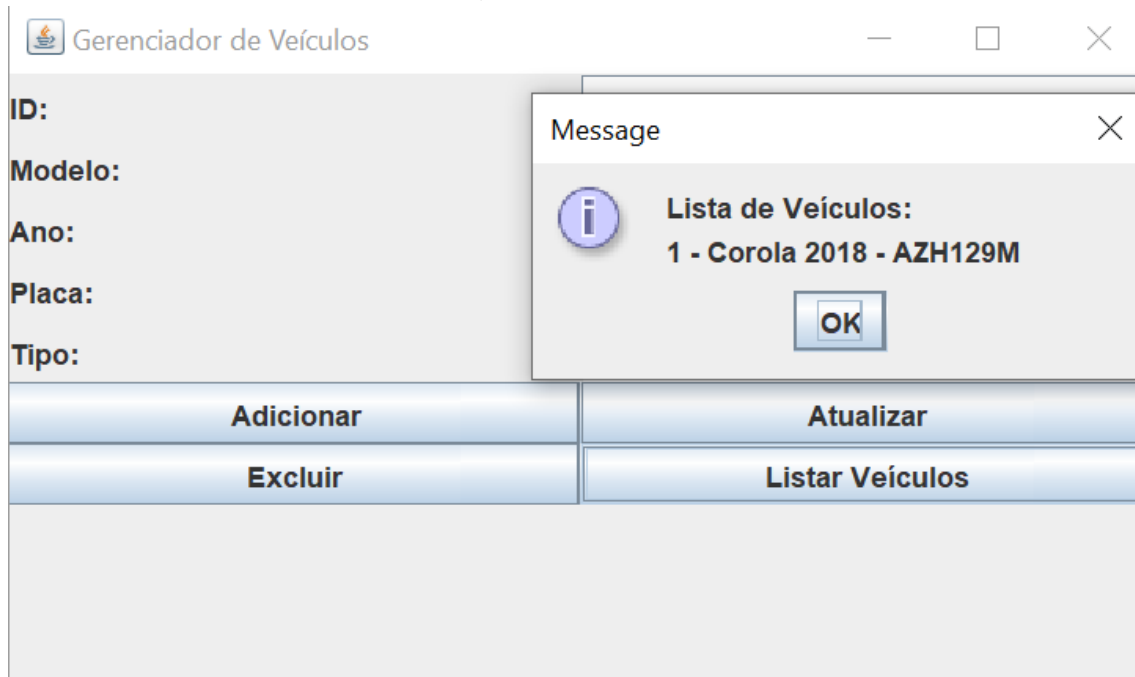 Gerenciador de Veículos
ID:
Modelo:
Ano:
Placa:
Tipo:
Message
Lista de Veículos:
1 - Corola 2018 - AZH129M
OK
Adicionar
Atualizar
Excluir
Listar Veículos